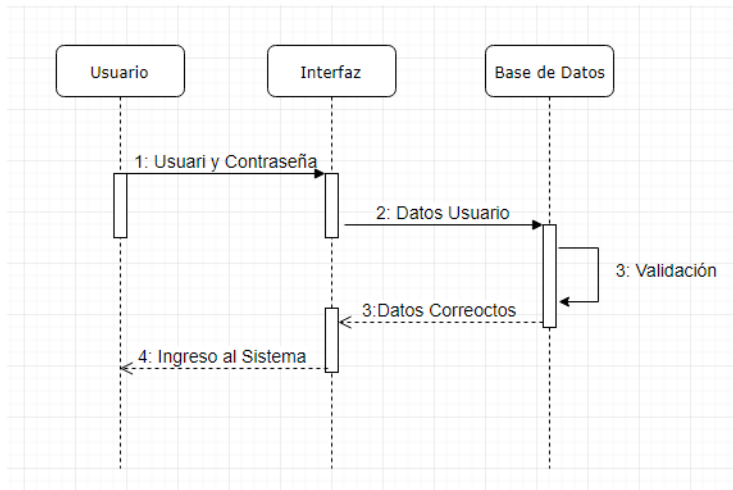 Usuario
Interfaz
Base de Datos
1: Usuari y Contraseña
2: Datos Usuario
3: Validación
3:Datos Correoctos
4: Ingreso al Sistema